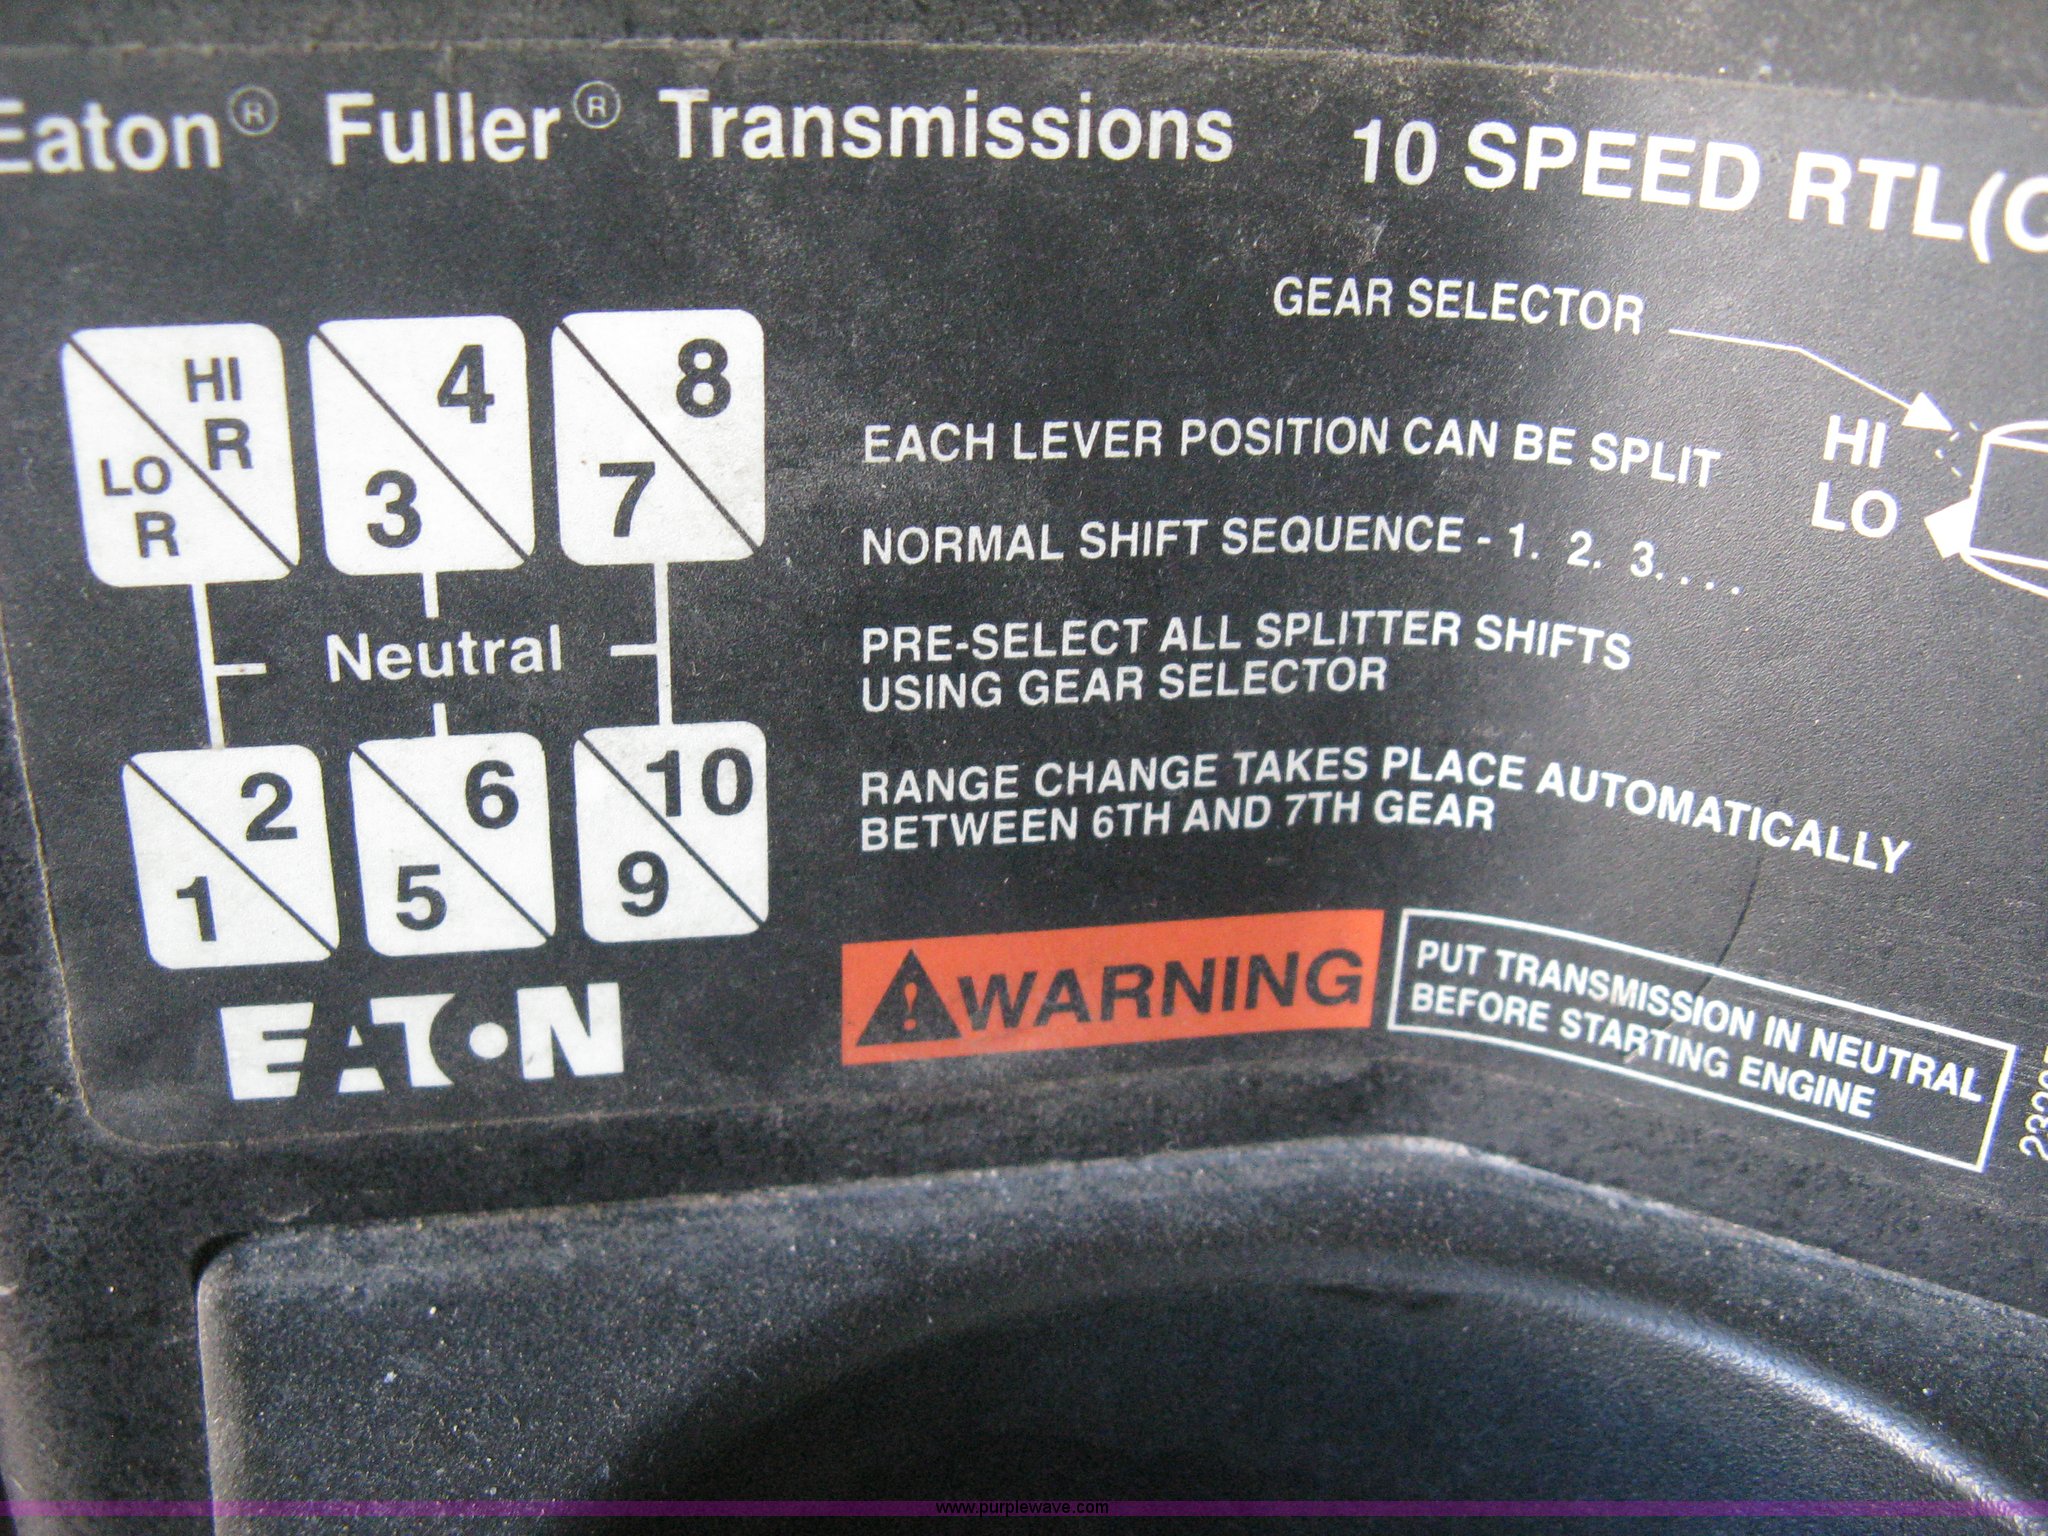 Eaton® Fuller® Transmissions 10 SPEED RTL(
GEAR SELECTOR
HI
LO
HI
R
LO
R
4
3
8
7
Neutral
2
1
6
5
10
9
EATON
EACH LEVER POSITION CAN BE SPLIT
NORMAL SHIFT SEQUENCE - 1. 2. 3. . . .
PRE-SELECT ALL SPLITTER SHIFTS
USING GEAR SELECTOR
RANGE CHANGE TAKES PLACE AUTOMATICALLY
BETWEEN 6TH AND 7TH GEAR
WARNING
PUT TRANSMISSION IN NEUTRAL
BEFORE STARTING ENGINE
www.purplewave.com